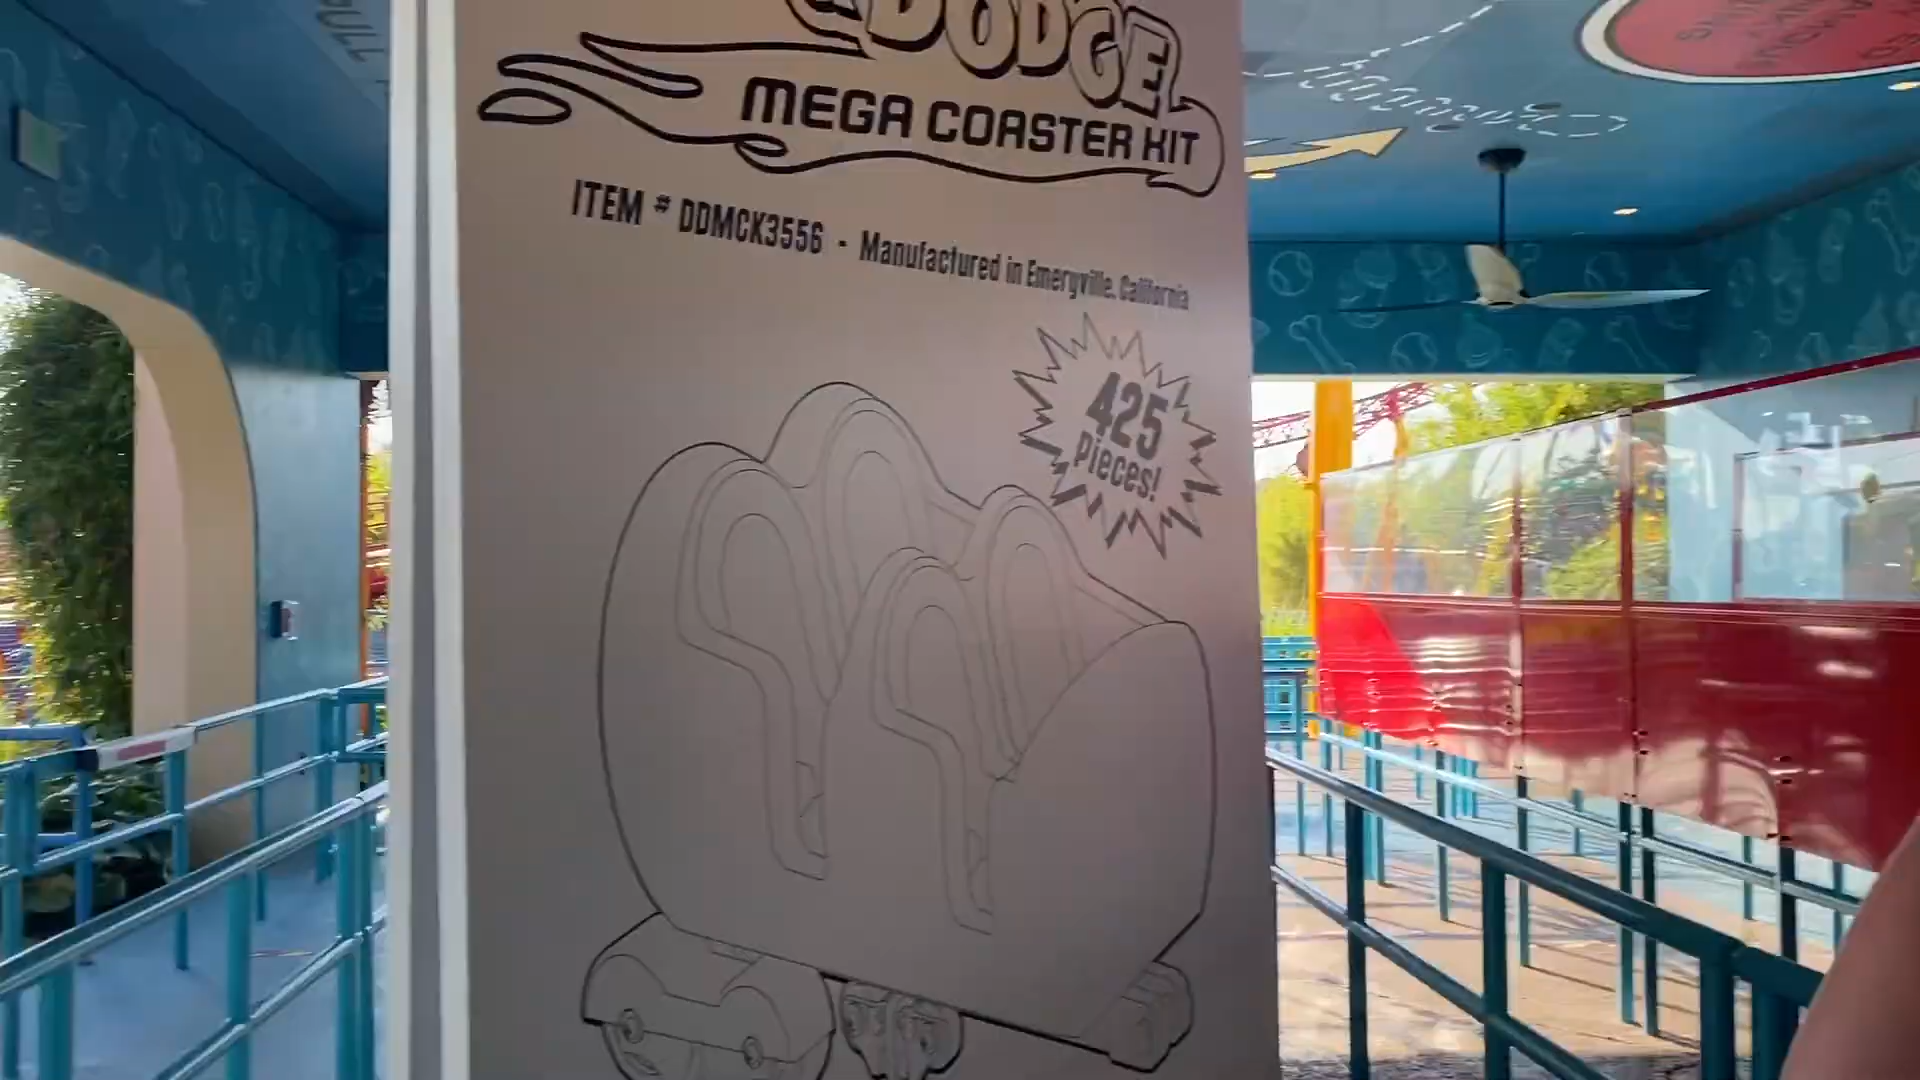 DODGE
MEGA COASTER KIT
ITEM # DDMCK3556 - Manufactured in Emeryville, California
425
Pieces!